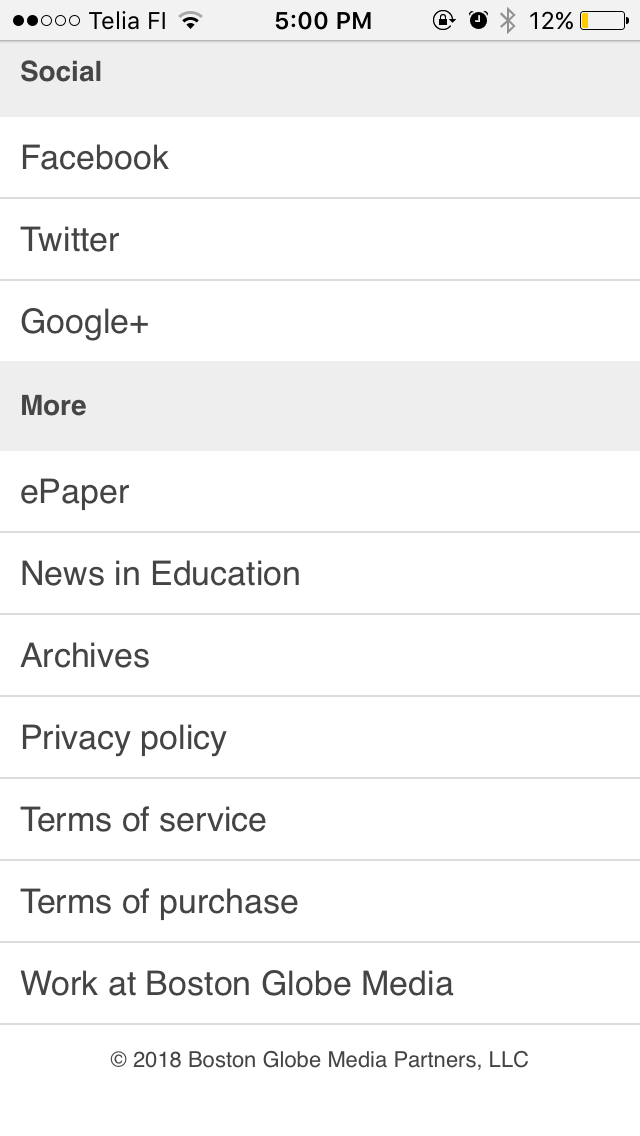 Telia FI 5:00 PM 12%
Social
Facebook
Twitter
Google+
More
ePaper
News in Education
Archives
Privacy policy
Terms of service
Terms of purchase
Work at Boston Globe Media
© 2018 Boston Globe Media Partners, LLC